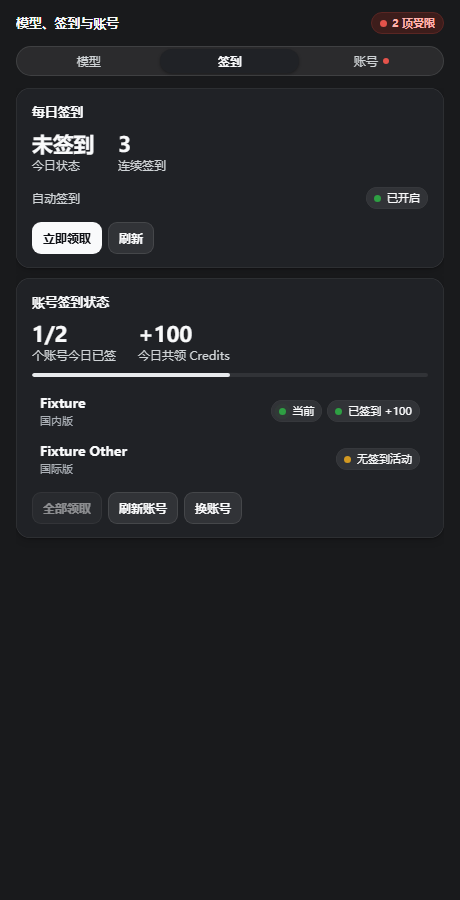 模型、签到与账号
2 顶受限
模型 签到 账号
每日签到
未签到 3
今日状态 连续签到
自动签到 已开启
立即领取 刷新
账号签到状态
1/2 +100
个账号今日已签 今日共领 Credits
Fixture
国内版
当前 已签到 +100
Fixture Other
国际版
无签到活动
全部领取 刷新账号 换账号